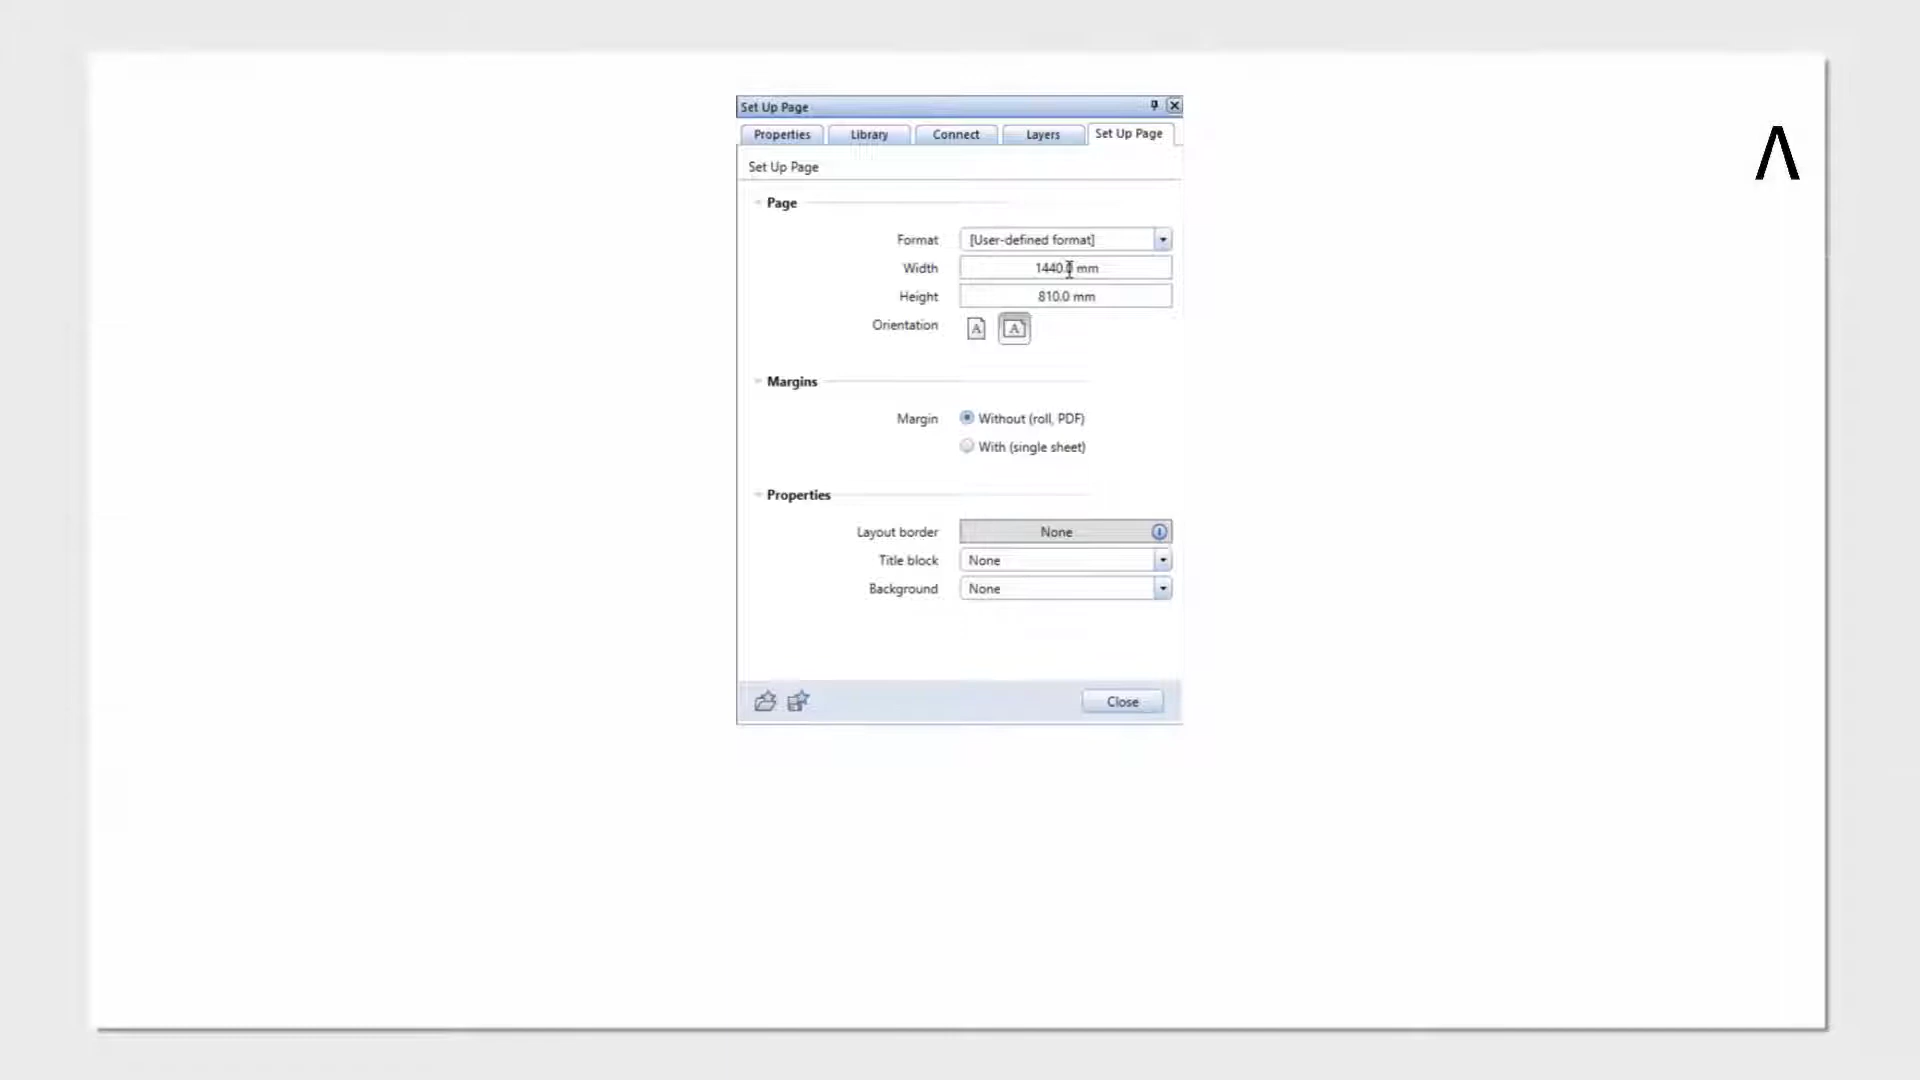 Set Up Page
Properties Library Connect Layers Set Up Page
Set Up Page
Page
Format [User-defined format]
Width 1440.0 mm
Height 810.0 mm
Orientation A A
Margins
Margin Without (roll, PDF)
With (single sheet)
Properties
Layout border None
Title block None
Background None
Close